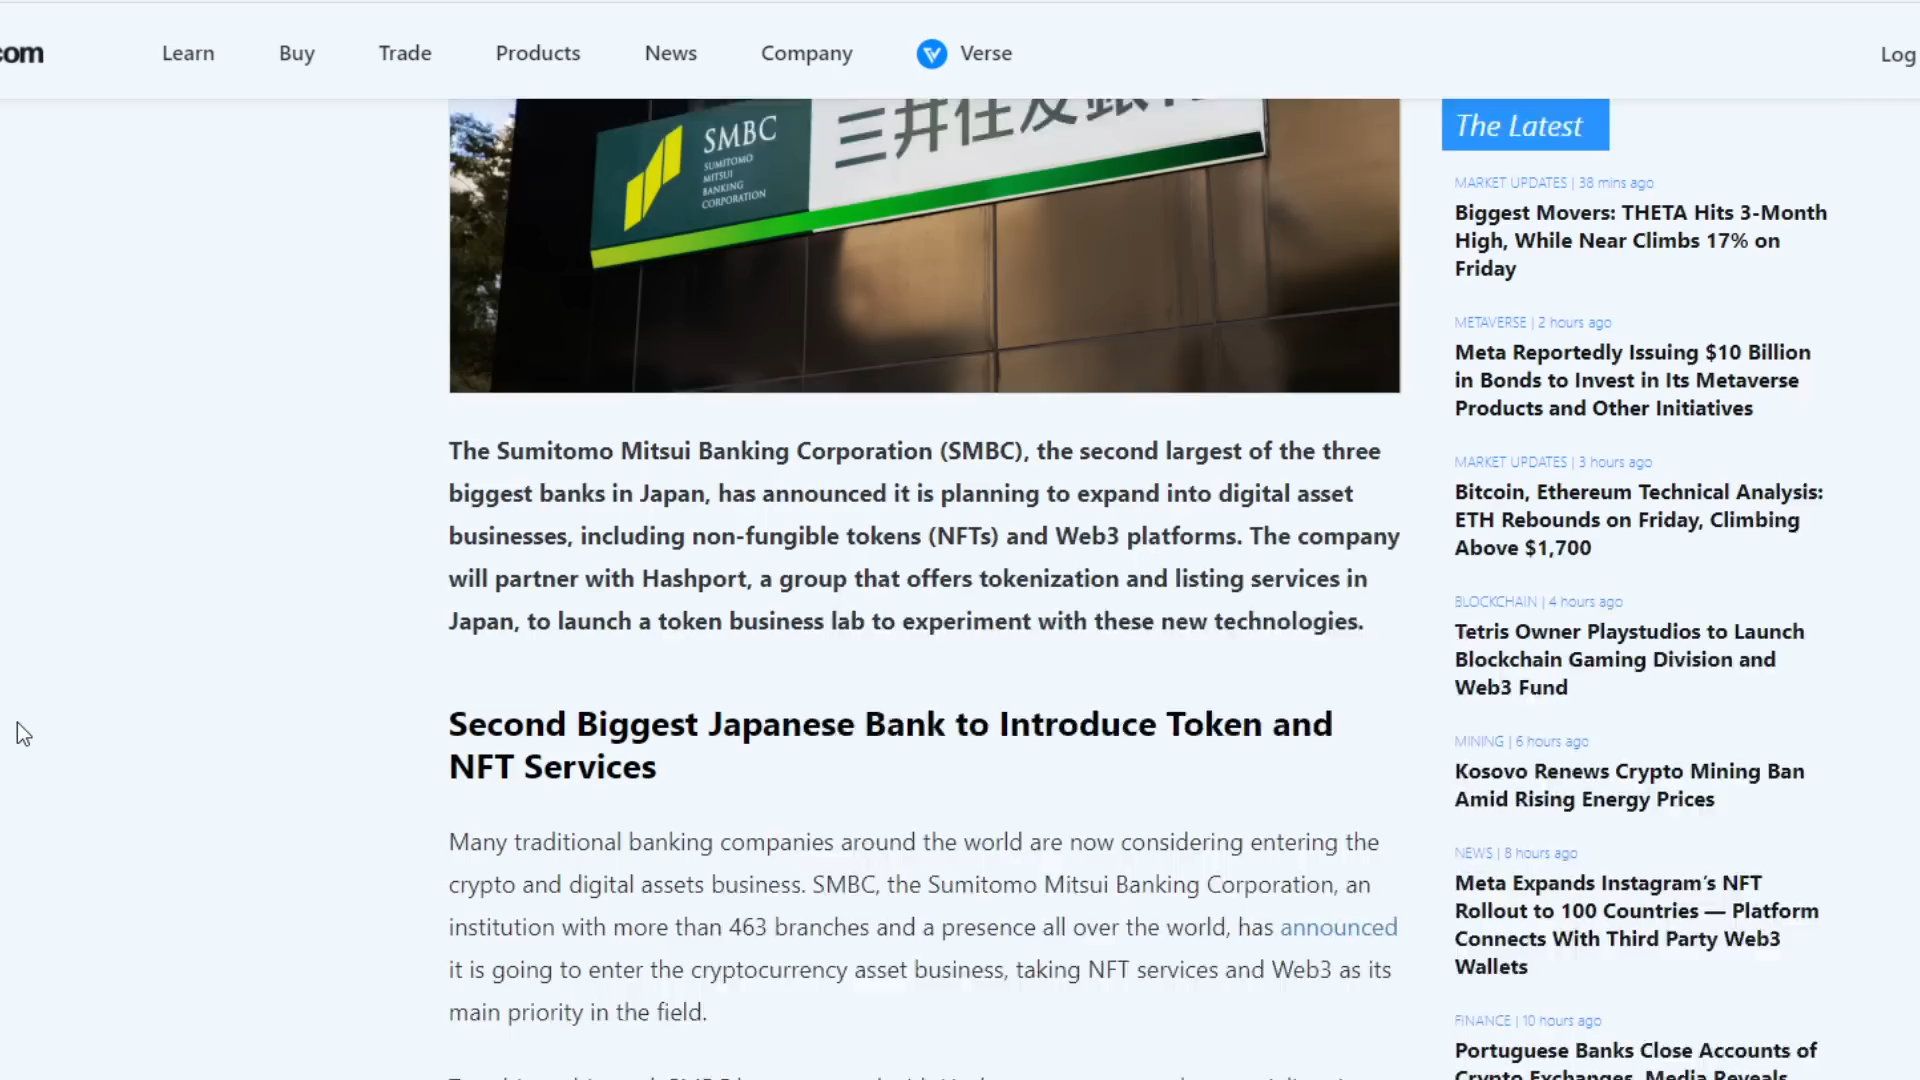 com
Learn
Buy
Trade
Products
News
Company
Verse
Log
SMBC
SUMITOMO
MITSUI
BANKING
CORPORATION
三井住友銀行
The Sumitomo Mitsui Banking Corporation (SMBC), the second largest of the three
biggest banks in Japan, has announced it is planning to expand into digital asset
businesses, including non-fungible tokens (NFTs) and Web3 platforms. The company
will partner with Hashport, a group that offers tokenization and listing services in
Japan, to launch a token business lab to experiment with these new technologies.
Second Biggest Japanese Bank to Introduce Token and
NFT Services
Many traditional banking companies around the world are now considering entering the
crypto and digital assets business. SMBC, the Sumitomo Mitsui Banking Corporation, an
institution with more than 463 branches and a presence all over the world, has announced
it is going to enter the cryptocurrency asset business, taking NFT services and Web3 as its
main priority in the field.
The Latest
MARKET UPDATES | 38 mins ago
Biggest Movers: THETA Hits 3-Month
High, While Near Climbs 17% on
Friday
METAVERSE | 2 hours ago
Meta Reportedly Issuing $10 Billion
in Bonds to Invest in Its Metaverse
Products and Other Initiatives
MARKET UPDATES | 3 hours ago
Bitcoin, Ethereum Technical Analysis:
ETH Rebounds on Friday, Climbing
Above $1,700
BLOCKCHAIN | 4 hours ago
Tetris Owner Playstudios to Launch
Blockchain Gaming Division and
Web3 Fund
MINING | 6 hours ago
Kosovo Renews Crypto Mining Ban
Amid Rising Energy Prices
NEWS | 8 hours ago
Meta Expands Instagram's NFT
Rollout to 100 Countries — Platform
Connects With Third Party Web3
Wallets
FINANCE | 10 hours ago
Portuguese Banks Close Accounts of
Crypto Exchanges, Media Reveals